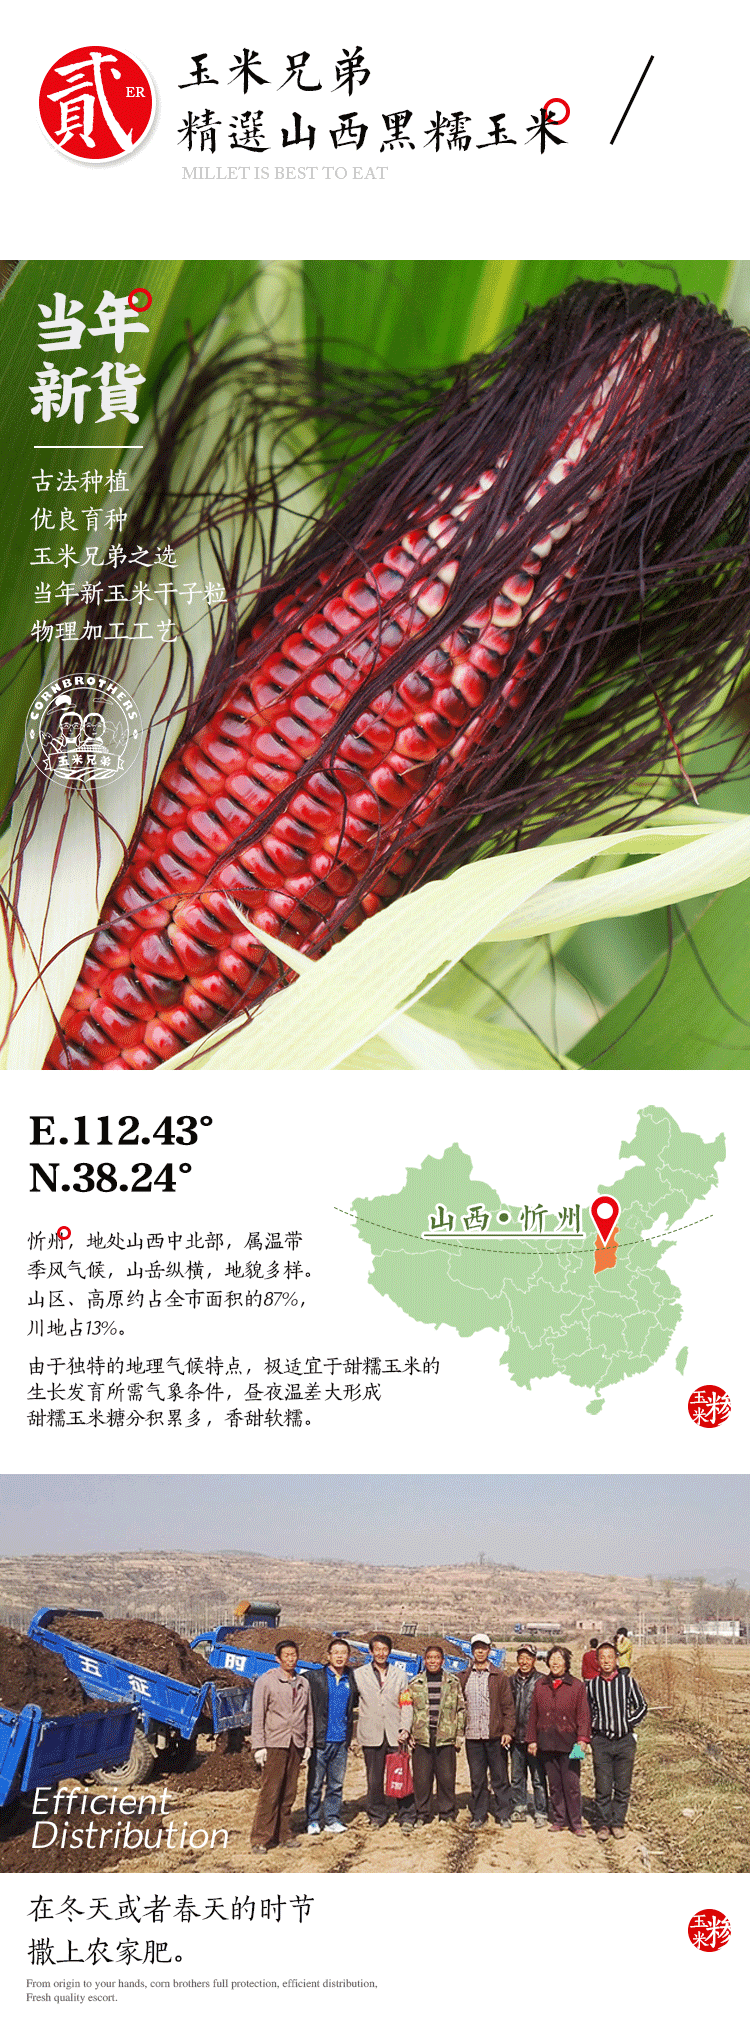 貳
ER
玉米兄弟
精選山西黑糯玉米
MILLET IS BEST TO EAT
当年
新貨
古法种植
优良育种
玉米兄弟之选
当年新玉米干子粒
物理加工工艺
CORNBROTHERS
玉米兄弟
E.112.43°
N.38.24°
忻州，地处山西中北部，属温带
季风气候，山岳纵横，地貌多样。
山区、高原约占全市面积的87%，
川地占13%。
山西·忻州
由于独特的地理气候特点，极适宜于甜糯玉米的
生长发育所需气象条件，昼夜温差大形成
甜糯玉米糖分积累多，香甜软糯。
五征
时
Efficient
Distribution
在冬天或者春天的时节
撒上农家肥。
From origin to your hands, corn brothers full protection, efficient distribution,
Fresh quality escort.